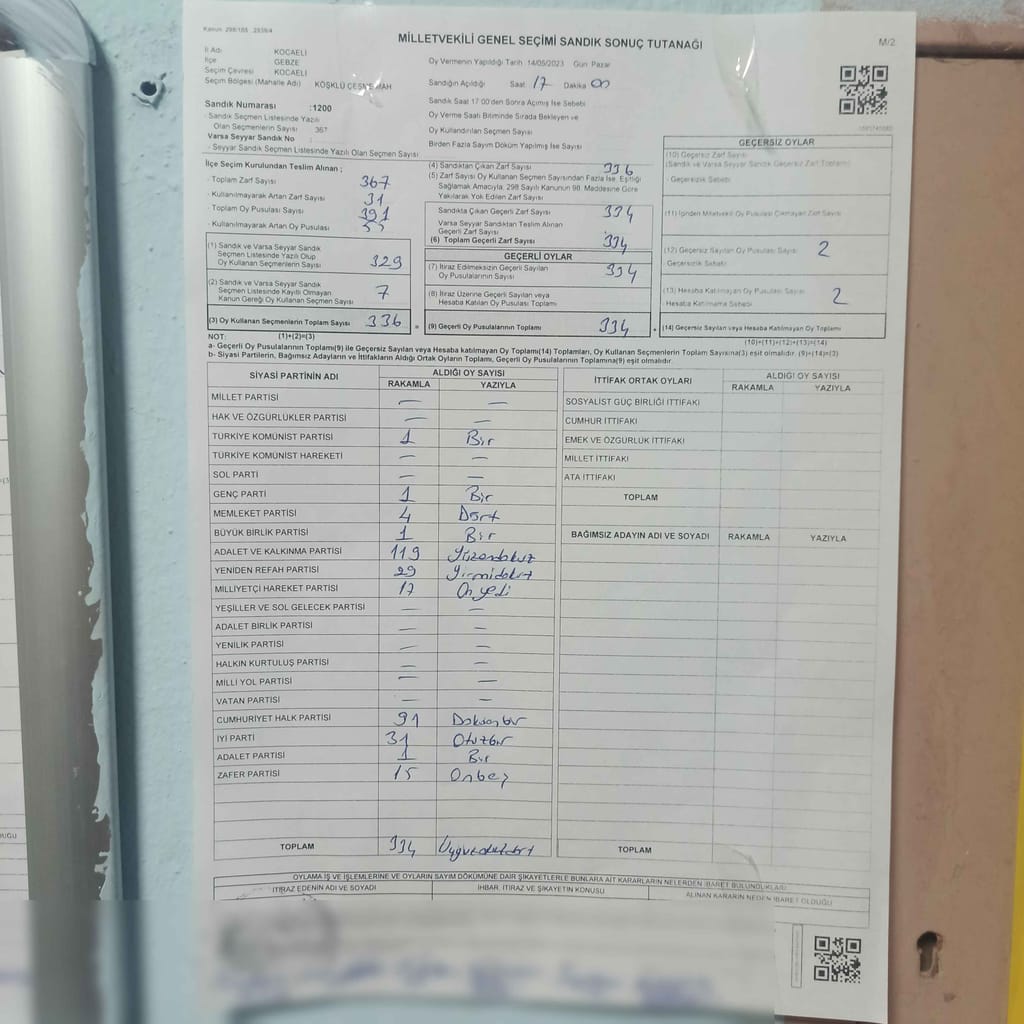 Kanun 298/105 2839/4
MİLLETVEKİLİ GENEL SEÇİMİ SANDIK SONUÇ TUTANAĞI
M/2
İl Adı KOCAELİ
İlçe GEBZE
Seçim Çevresi KOCAELİ
Seçim Bölgesi (Mahalle Adı) KÖŞKLÜ ÇEŞME MAH
Oy Vermenin Yapıldığı Tarih 14/05/2023 Gün Pazar
Sandığın Açıldığı Saat 17 Dakika 00
Sandık Saat 17 00'den Sonra Açılmış İse Sebebi
Oy Verme Saati Bitiminde Sırada Bekleyen ve
Oy Kullandırılan Seçmen Sayısı
Birden Fazla Sayım Döküm Yapılmış İse Sayısı
Sandık Numarası :1200
- Sandık Seçmen Listesinde Yazılı
Olan Seçmenlerin Sayısı 367
Varsa Seyyar Sandık No :
- Seyyar Sandık Seçmen Listesinde Yazılı Olan Seçmen Sayısı
İlçe Seçim Kurulundan Teslim Alınan ;
- Toplam Zarf Sayısı 367
- Kullanılmayarak Artan Zarf Sayısı 31
- Toplam Oy Pusulası Sayısı 391
- Kullanılmayarak Artan Oy Pusulası
(1) Sandık ve Varsa Seyyar Sandık
Seçmen Listesinde Yazılı Olup
Oy Kullanan Seçmenlerin Sayısı 329
(2) Sandık ve Varsa Seyyar Sandık
Seçmen Listesinde Kayıtlı Olmayan
Kanun Gereği Oy Kullanan Seçmen Sayısı 7
(3) Oy Kullanan Seçmenlerin Toplam Sayısı 336
(1)+(2)=(3)
(4) Sandıktan Çıkan Zarf Sayısı 336
(5) Zarf Sayısı Oy Kullanan Seçmen Sayısından Fazla İse, Eşitliği
Sağlamak Amacıyla, 298 Sayılı Kanunun 98. Maddesine Göre
Yakılarak Yok Edilen Zarf Sayısı
Sandıkta Çıkan Geçerli Zarf Sayısı 334
Varsa Seyyar Sandıktan Teslim Alınan
Geçerli Zarf Sayısı
(6) Toplam Geçerli Zarf Sayısı 334
GEÇERLİ OYLAR
(7) İtiraz Edilmeksizin Geçerli Sayılan
Oy Pusulalarının Sayısı 334
(8) İtiraz Üzerine Geçerli Sayılan veya
Hesaba Katılan Oy Pusulası Toplamı
(9) Geçerli Oy Pusulalarının Toplamı 334
GEÇERSİZ OYLAR
(10) Geçersiz Zarf Sayısı
(Sandık ve Varsa Seyyar Sandık Geçersiz Zarf Toplamı)
- Geçersizlik Sebebi
(11) İçinden Milletvekili Oy Pusulası Çıkmayan Zarf Sayısı
(12) Geçersiz Sayılan Oy Pusulası Sayısı 2
- Geçersizlik Sebebi
(13) Hesaba Katılmayan Oy Pusulası Sayısı 2
Hesaba Katılmama Sebebi
(14) Geçersiz Sayılan veya Hesaba Katılmayan Oy Toplamı
(10)+(11)+(12)+(13)=(14)
NOT:
a- Geçerli Oy Pusulalarının Toplamı(9) ile Geçersiz Sayılan veya Hesaba katılmayan Oy Toplamı(14) Toplamları, Oy Kullanan Seçmenlerin Toplam Sayısına(3) eşit olmalıdır. (9)+(14)=(3)
b- Siyasi Partilerin, Bağımsız Adayların ve İttifakların Aldığı Ortak Oyların Toplamı, Geçerli Oy Pusulalarının Toplamına(9) eşit olmalıdır.
SİYASİ PARTİNİN ADI ALDIĞI OY SAYISI
RAKAMLA YAZIYLA
MİLLET PARTİSİ — —
HAK VE ÖZGÜRLÜKLER PARTİSİ — —
TÜRKİYE KOMÜNİST PARTİSİ 1 Bir
TÜRKİYE KOMÜNİST HAREKETİ — —
SOL PARTİ — —
GENÇ PARTİ 1 Bir
MEMLEKET PARTİSİ 4 Dört
BÜYÜK BİRLİK PARTİSİ 1 Bir
ADALET VE KALKINMA PARTİSİ 119
YENİDEN REFAH PARTİSİ 29 Yirmidokuz
MİLLİYETÇİ HAREKET PARTİSİ 17 Onyedi
YEŞİLLER VE SOL GELECEK PARTİSİ — —
ADALET BİRLİK PARTİSİ — —
YENİLİK PARTİSİ — —
HALKIN KURTULUŞ PARTİSİ — —
MİLLİ YOL PARTİSİ — —
VATAN PARTİSİ — —
CUMHURİYET HALK PARTİSİ 91 Doksanbir
İYİ PARTİ 31 Otuzbir
ADALET PARTİSİ 1 Bir
ZAFER PARTİSİ 15 Onbeş
TOPLAM 334
İTTİFAK ORTAK OYLARI ALDIĞI OY SAYISI
RAKAMLA YAZIYLA
SOSYALİST GÜÇ BİRLİĞİ İTTİFAKI
CUMHUR İTTİFAKI
EMEK VE ÖZGÜRLÜK İTTİFAKI
MİLLET İTTİFAKI
ATA İTTİFAKI
TOPLAM
BAĞIMSIZ ADAYIN ADI VE SOYADI RAKAMLA YAZIYLA
TOPLAM
OYLAMA İŞ VE İŞLEMLERİNE VE OYLARIN SAYIM DÖKÜMÜNE DAİR ŞİKAYETLERLE BUNLARA AİT KARARLARIN NELERDEN İBARET BULUNDUKLARI
İTİRAZ EDENİN ADI VE SOYADI İHBAR, İTİRAZ VE ŞİKAYETİN KONUSU ALINAN KARARIN NEDEN İBARET OLDUĞU